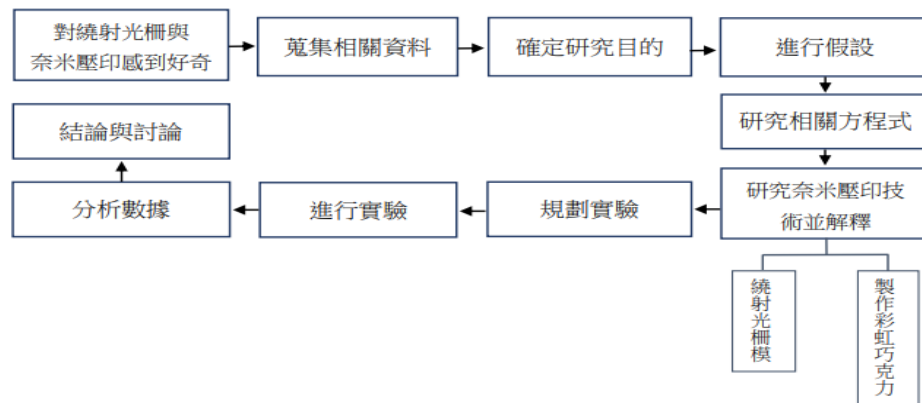 對繞射光柵與
奈米壓印感到好奇
蒐集相關資料
確定研究目的
進行假設
研究相關方程式
研究奈米壓印技
術並解釋
規劃實驗
進行實驗
分析數據
結論與討論
繞射光柵模
製作彩虹巧克力